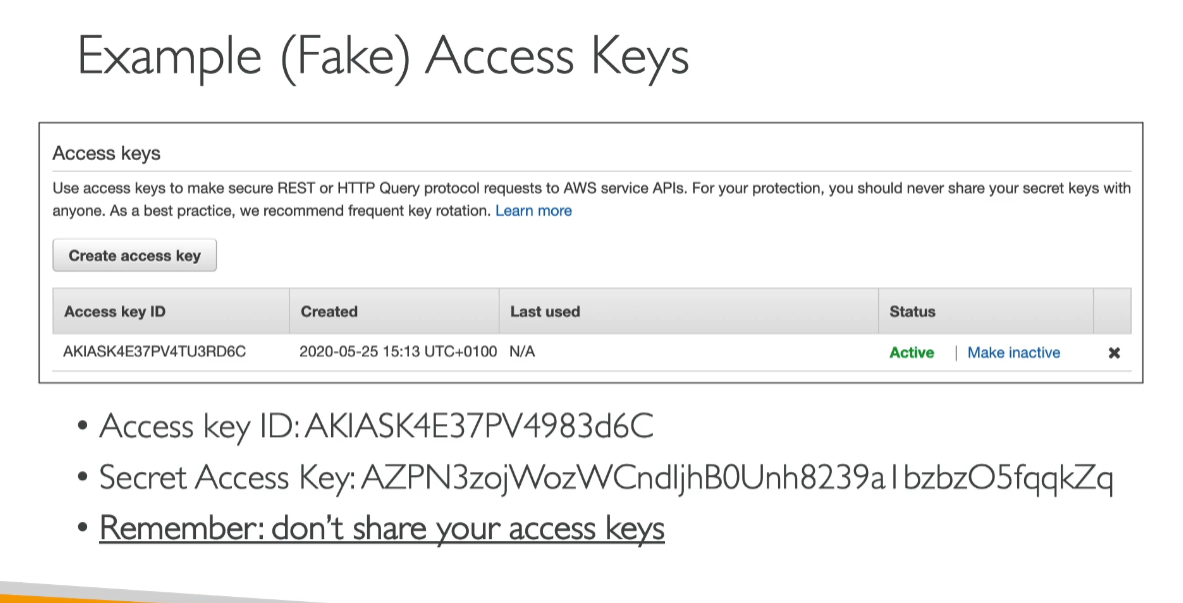 Example (Fake) Access Keys
Access keys
Use access keys to make secure REST or HTTP Query protocol requests to AWS service APIs. For your protection, you should never share your secret keys with
anyone. As a best practice, we recommend frequent key rotation. Learn more
Create access key
Access key ID Created Last used Status
AKIASK4E37PV4TU3RD6C 2020-05-25 15:13 UTC+0100 N/A Active | Make inactive ✖
• Access key ID: AKIASK4E37PV4983d6C
• Secret Access Key: AZPN3zojWozWCndIjhB0Unh8239a1bzbzO5fqqkZq
• Remember: don’t share your access keys